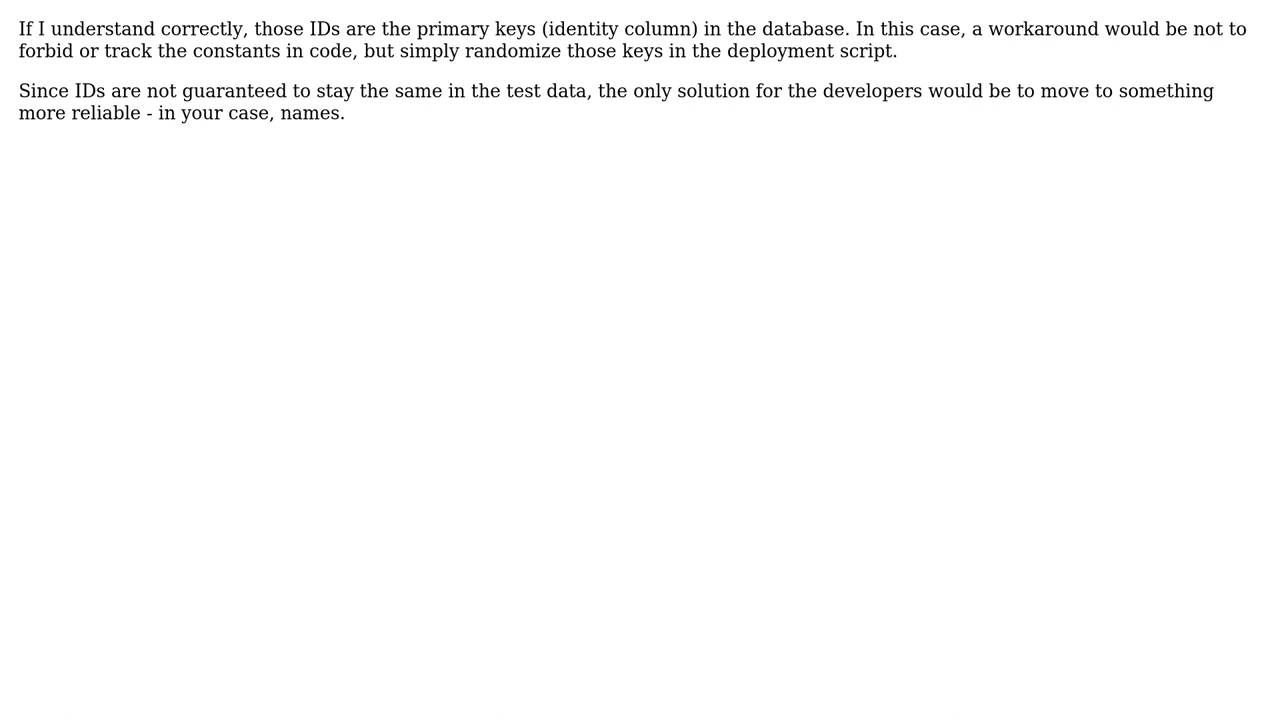 If I understand correctly, those IDs are the primary keys (identity column) in the database. In this case, a workaround would be not to
forbid or track the constants in code, but simply randomize those keys in the deployment script.
Since IDs are not guaranteed to stay the same in the test data, the only solution for the developers would be to move to something
more reliable - in your case, names.